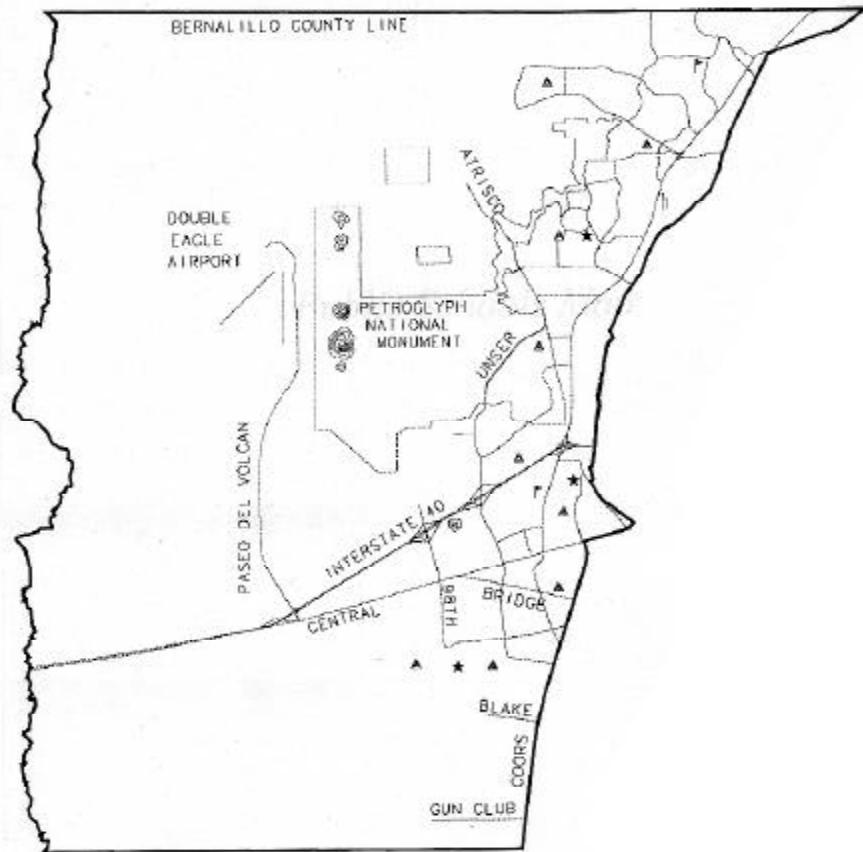 BERNALILLO COUNTY LINE
ATRISCO
DOUBLE
EAGLE
AIRPORT
PETROGLYPH
NATIONAL
MONUMENT
UNSER
PASEO DEL VOLCAN
INTERSTATE 40
CENTRAL
98TH
BRIDGE
BLAKE
COORS
GUN CLUB